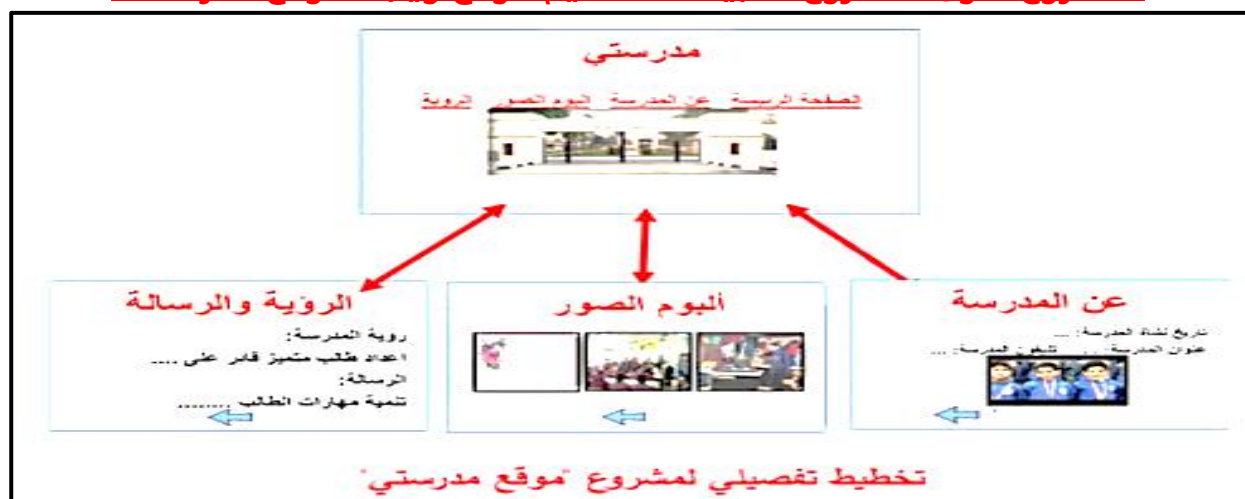 مدرستي
الصفحة الرئيسة عن المدرسة ألبوم الصور الرؤية
عن المدرسة
تاريخ نشأة المدرسة: ...
عنوان المدرسة: ... تليفون المدرسة: ...
ألبوم الصور
الرؤية والرسالة
رؤية المدرسة:
اعداد طالب متميز قادر على ....
الرسالة:
تنمية مهارات الطالب ........
تخطيط تفصيلي لمشروع "موقع مدرستي"